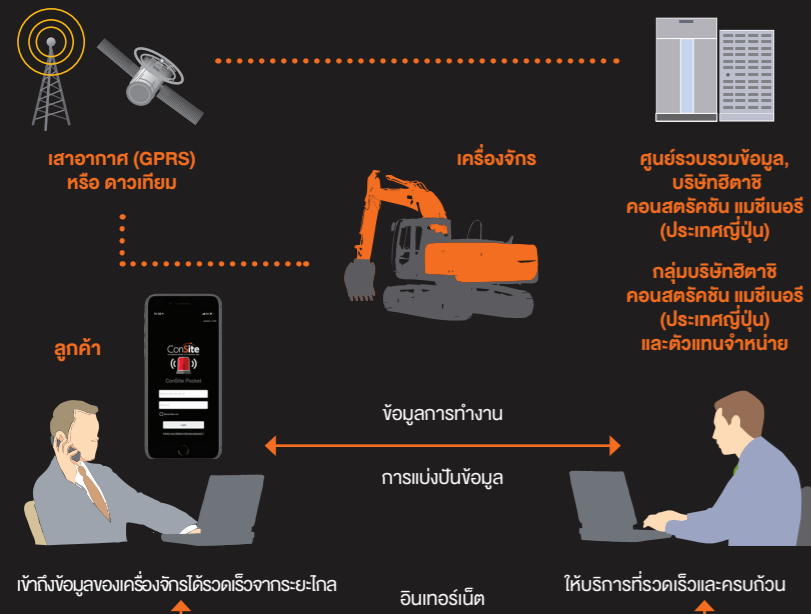 เสาอากาศ (GPRS)
หรือ ดาวเทียม
เครื่องจักร
ศูนย์รวบรวมข้อมูล,
บริษัทฮิตาชิ
คอนสตรัคชัน แมชีเนอรี
(ประเทศญี่ปุ่น)
กลุ่มบริษัทฮิตาชิ
คอนสตรัคชัน แมชีเนอรี
(ประเทศญี่ปุ่น)
และตัวแทนจำหน่าย
ลูกค้า
ConSite
ConSite Pocket
ข้อมูลการทำงาน
การแบ่งปันข้อมูล
เข้าถึงข้อมูลของเครื่องจักรได้รวดเร็วจากระยะไกล
อินเทอร์เน็ต
ให้บริการที่รวดเร็วและครบถ้วน